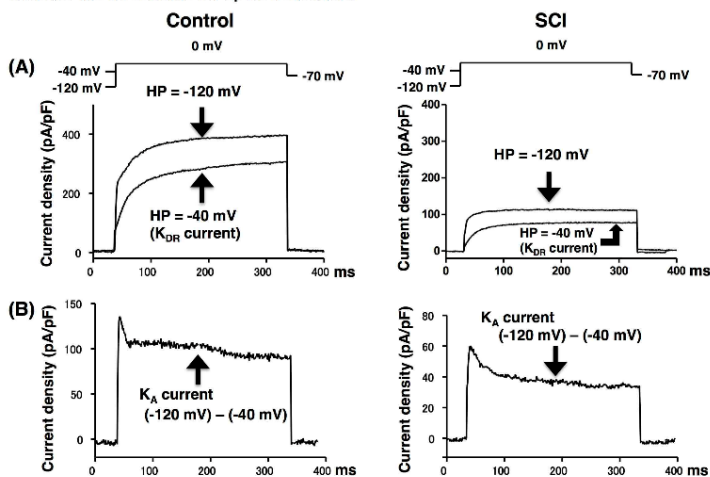 Control
SCI
(A)
0 mV
-40 mV
-120 mV
-70 mV
0 mV
-40 mV
-120 mV
-70 mV
Current density (pA/pF)
400
200
0
HP = -120 mV
HP = -40 mV
(KDR current)
0 100 200 300 400 ms
Current density (pA/pF)
400
300
200
100
0
HP = -120 mV
HP = -40 mV
(KDR current)
0 100 200 300 400 ms
(B)
Current density (pA/pF)
150
100
50
0
KA current
(-120 mV) – (-40 mV)
0 100 200 300 400 ms
Current density (pA/pF)
80
60
40
20
0
KA current
(-120 mV) – (-40 mV)
0 100 200 300 400 ms